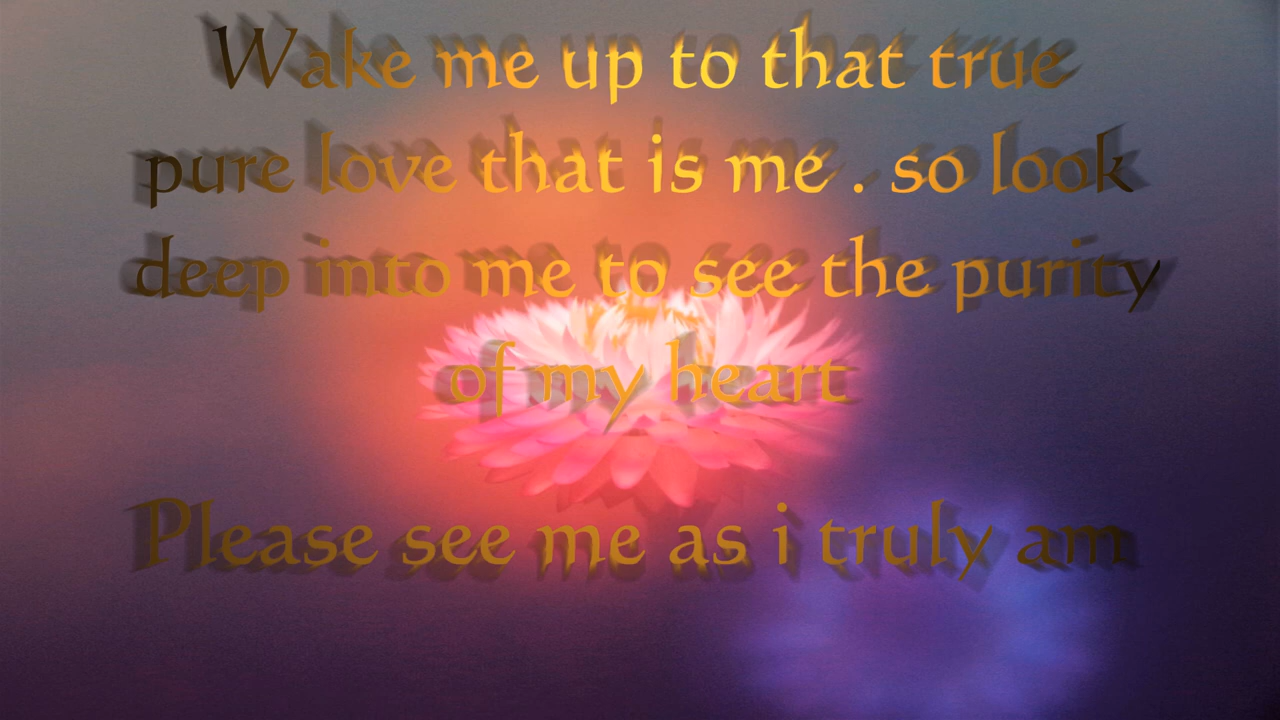 Wake me up to that true
pure love that is me . so look
deep into me to see the purity
of my heart
Please see me as i truly am